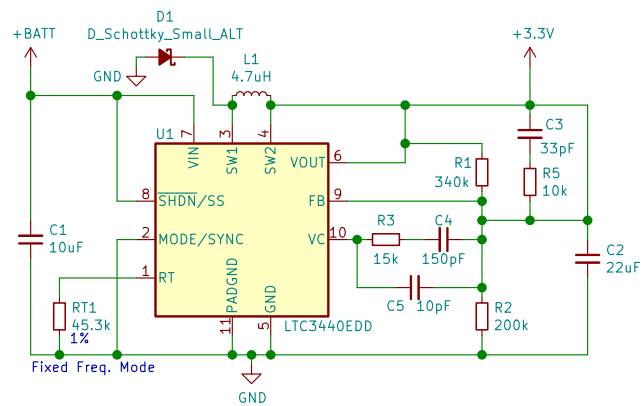 D1
+BATT
D_Schottky_Small_ALT
+3.3V
GND
L1
4.7uH
U1
7
3
4
VIN
SW1
SW2
VOUT
6
C3
33pF
R1
340k
R5
10k
8
SHDN/SS
FB
9
C1
10uF
2
MODE/SYNC
VC
10
R3
15k
C4
150pF
C2
22uF
1
RT
PADGND
GND
C5
10pF
RT1
45.3k
1%
11
5
LTC3440EDD
R2
200k
Fixed Freq. Mode
GND